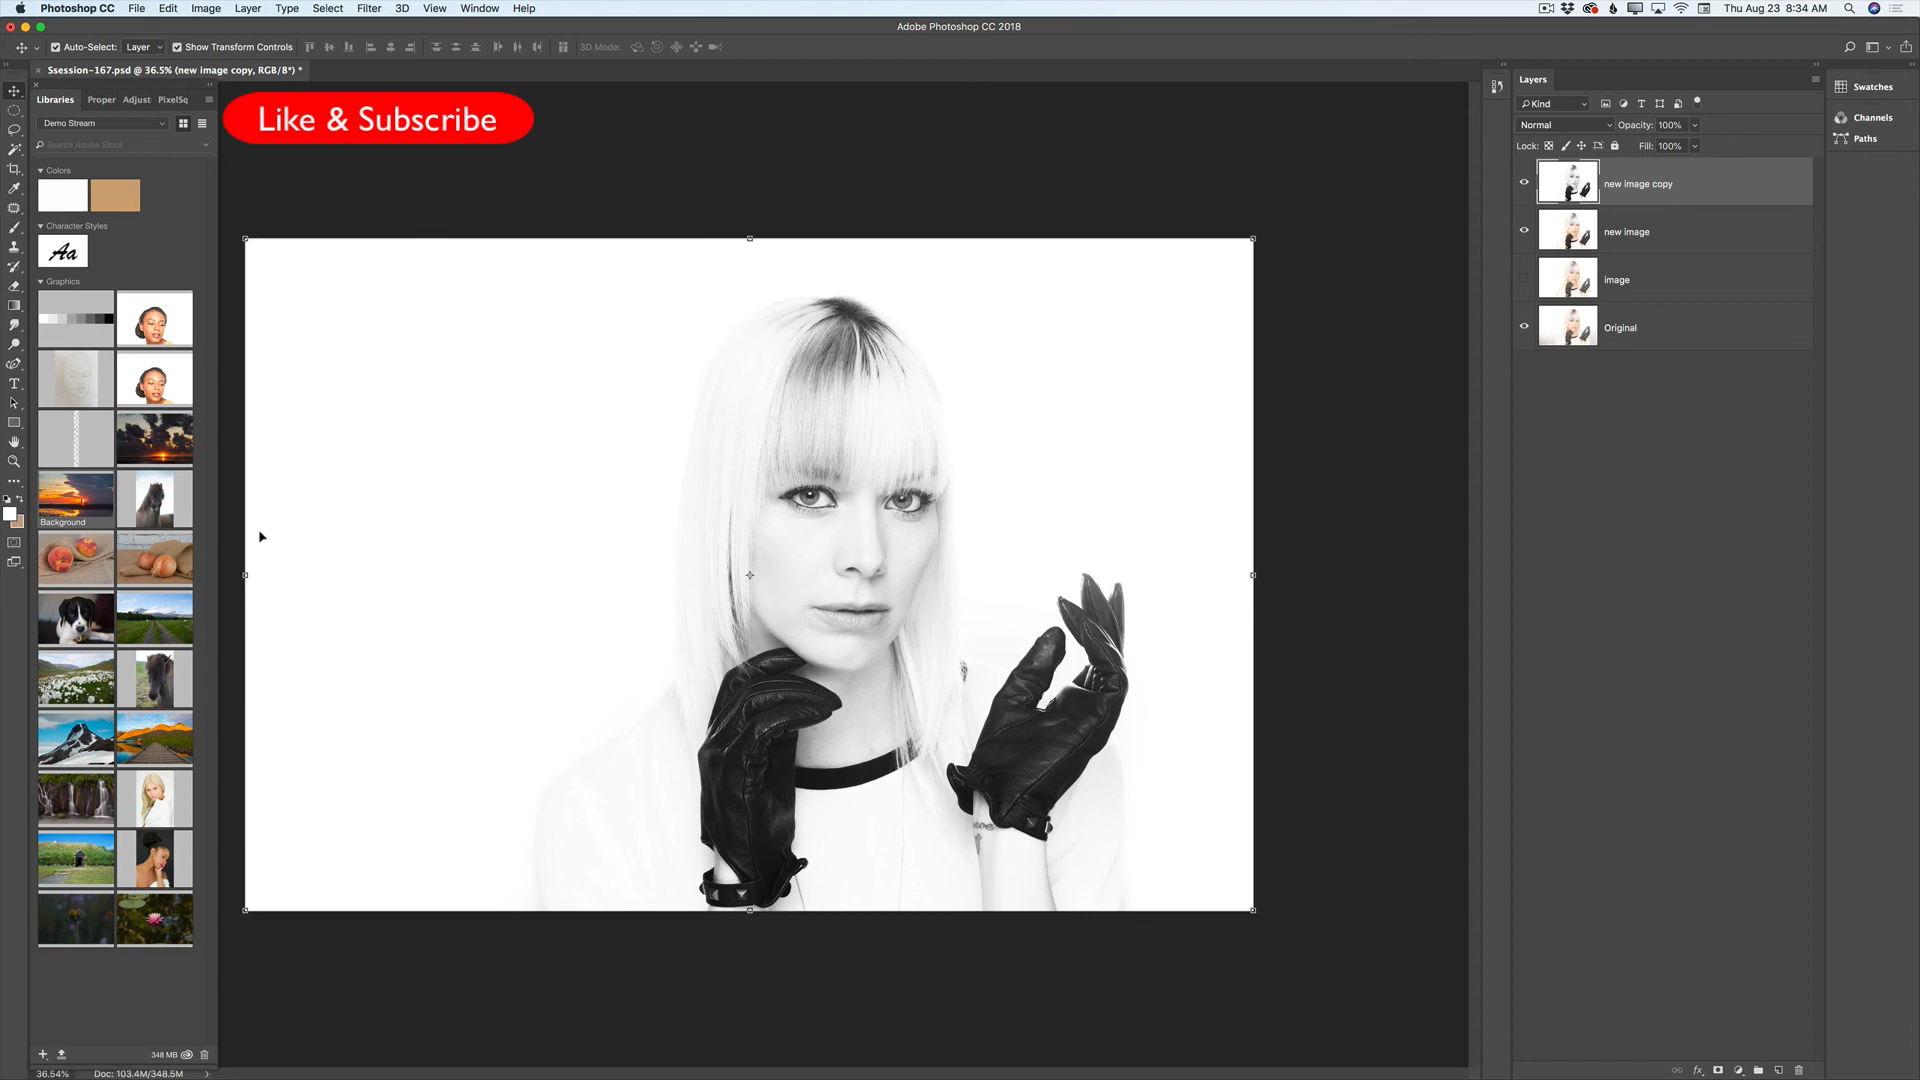 Photoshop CC File Edit Image Layer Type Select Filter 3D View Window Help
Thu Aug 23 8:34 AM
Adobe Photoshop CC 2018
Auto-Select: Layer Show Transform Controls 3D Mode:
Ssession-167.psd @ 36.5% (new image copy, RGB/8*) *
Libraries Proper Adjust PixelSq
Demo Stream
Search Adobe Stock
Colors
Character Styles
Aa
Graphics
Background
348 MB
36.54% Doc: 103.4M/348.5M
Like & Subscribe
Layers
Kind
Normal Opacity: 100%
Lock: Fill: 100%
new image copy
new image
image
Original
Swatches
Channels
Paths